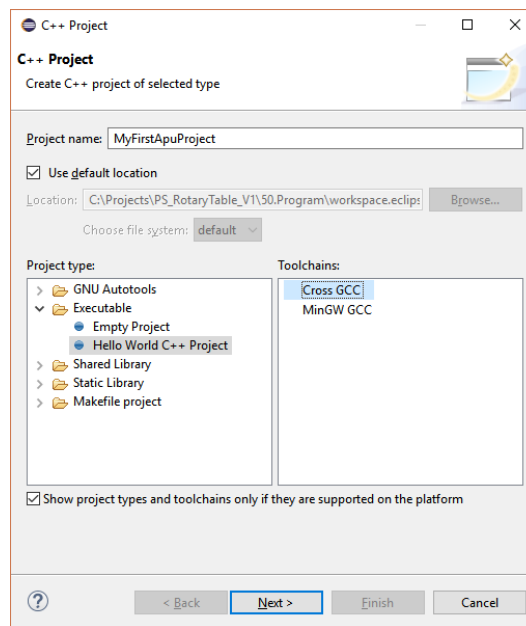 C++ Project
C++ Project
Create C++ project of selected type
Project name: MyFirstApuProject
Use default location
Location: C:\Projects\PS_RotaryTable_V1\50.Program\workspace.eclips Browse...
Choose file system: default
Project type: Toolchains:
GNU Autotools Cross GCC
Executable MinGW GCC
Empty Project
Hello World C++ Project
Shared Library
Static Library
Makefile project
Show project types and toolchains only if they are supported on the platform
? < Back Next > Finish Cancel